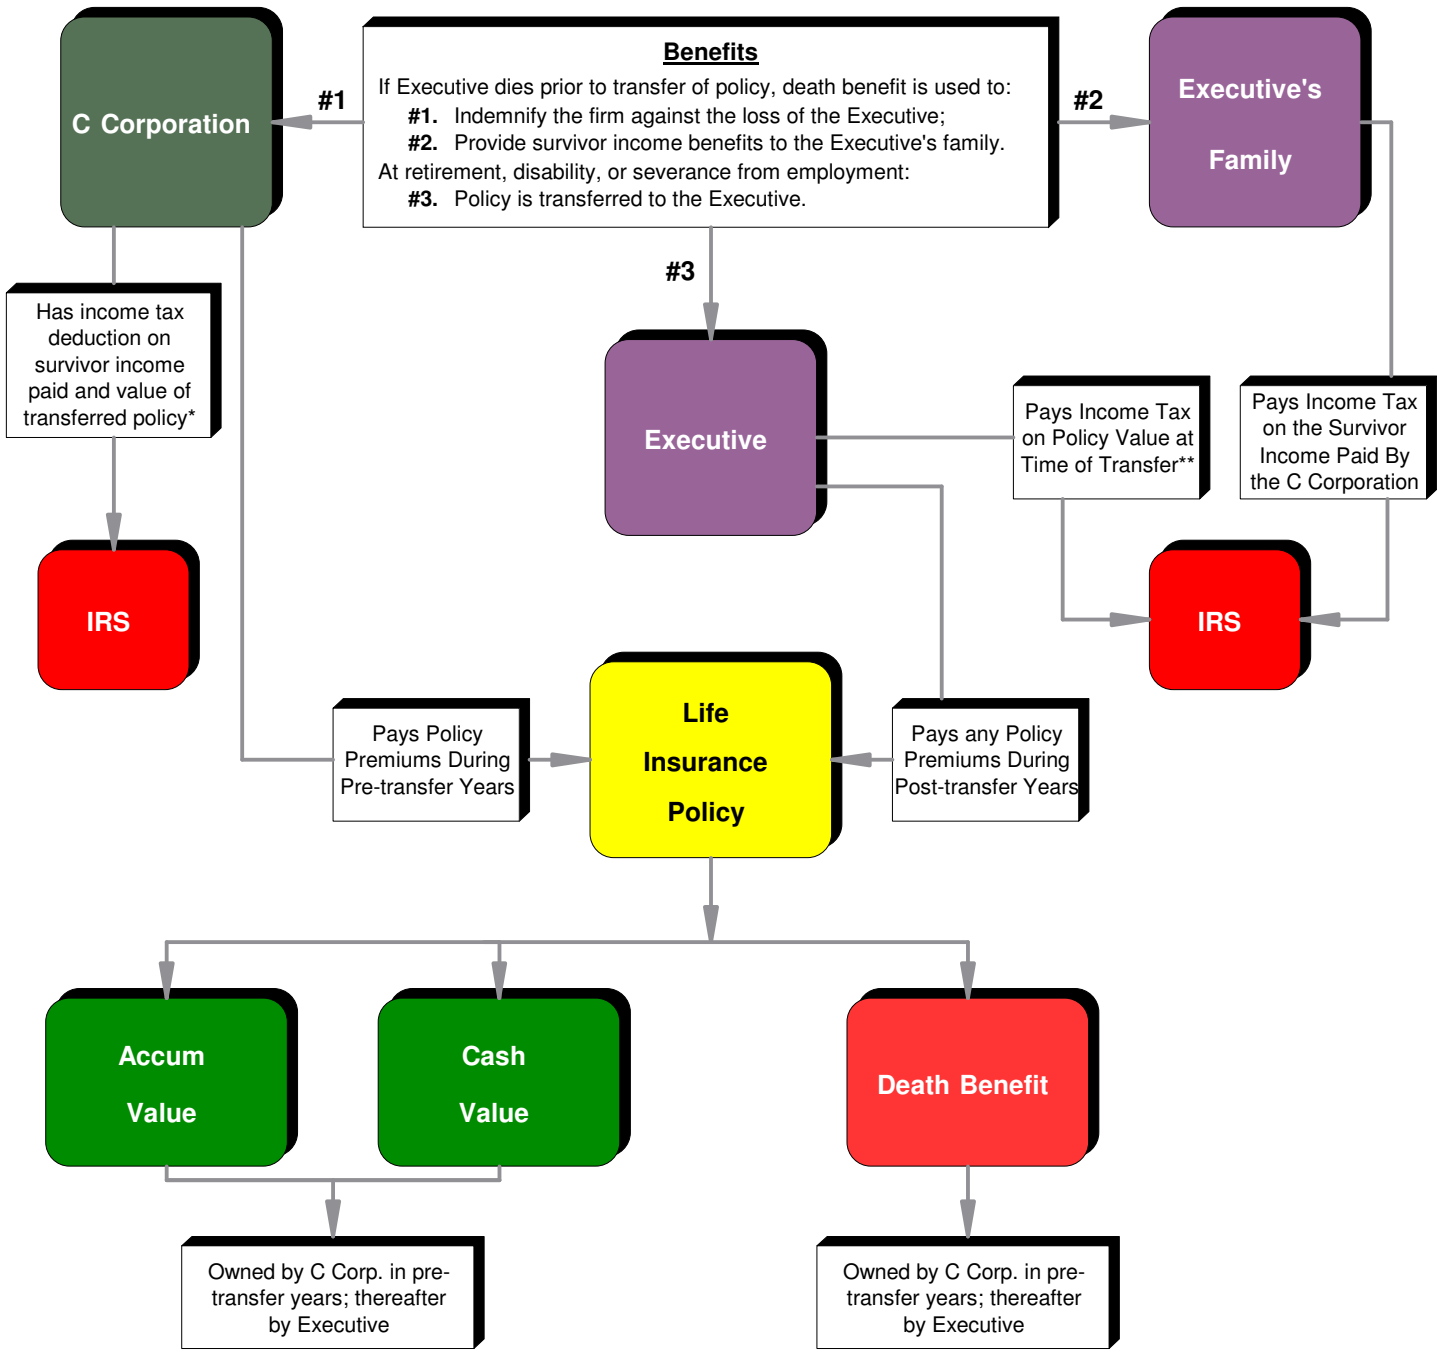 C Corporation
#1
Benefits
If Executive dies prior to transfer of policy, death benefit is used to:
#1. Indemnify the firm against the loss of the Executive;
#2. Provide survivor income benefits to the Executive's family.
At retirement, disability, or severance from employment:
#3. Policy is transferred to the Executive.
#2
Executive's
Family
#3
Has income tax
deduction on
survivor income
paid and value of
transferred policy*
Executive
Pays Income Tax
on Policy Value at
Time of Transfer**
Pays Income Tax
on the Survivor
Income Paid By
the C Corporation
IRS
IRS
Pays Policy
Premiums During
Pre-transfer Years
Life
Insurance
Policy
Pays any Policy
Premiums During
Post-transfer Years
Accum
Value
Cash
Value
Death Benefit
Owned by C Corp. in pre-
transfer years; thereafter
by Executive
Owned by C Corp. in pre-
transfer years; thereafter
by Executive